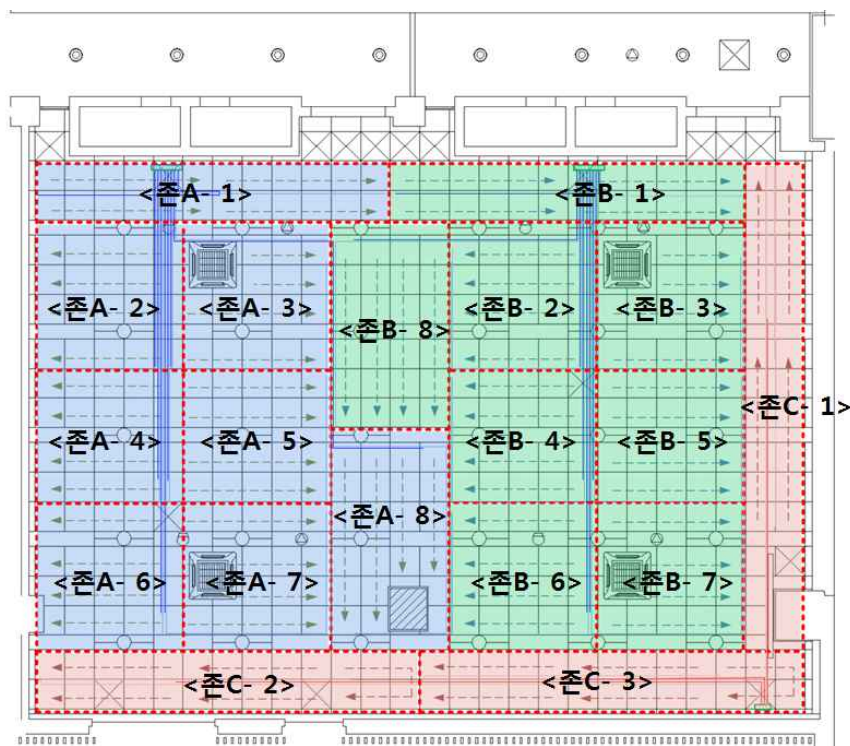 <존A- 1>
<존B- 1>
<존A- 2>
<존A- 3>
<존B- 8>
<존B- 2>
<존B- 3>
<존C- 1>
<존A- 4>
<존A- 5>
<존B- 4>
<존B- 5>
<존A- 8>
<존A- 6>
<존A- 7>
<존B- 6>
<존B- 7>
<존C- 2>
<존C- 3>